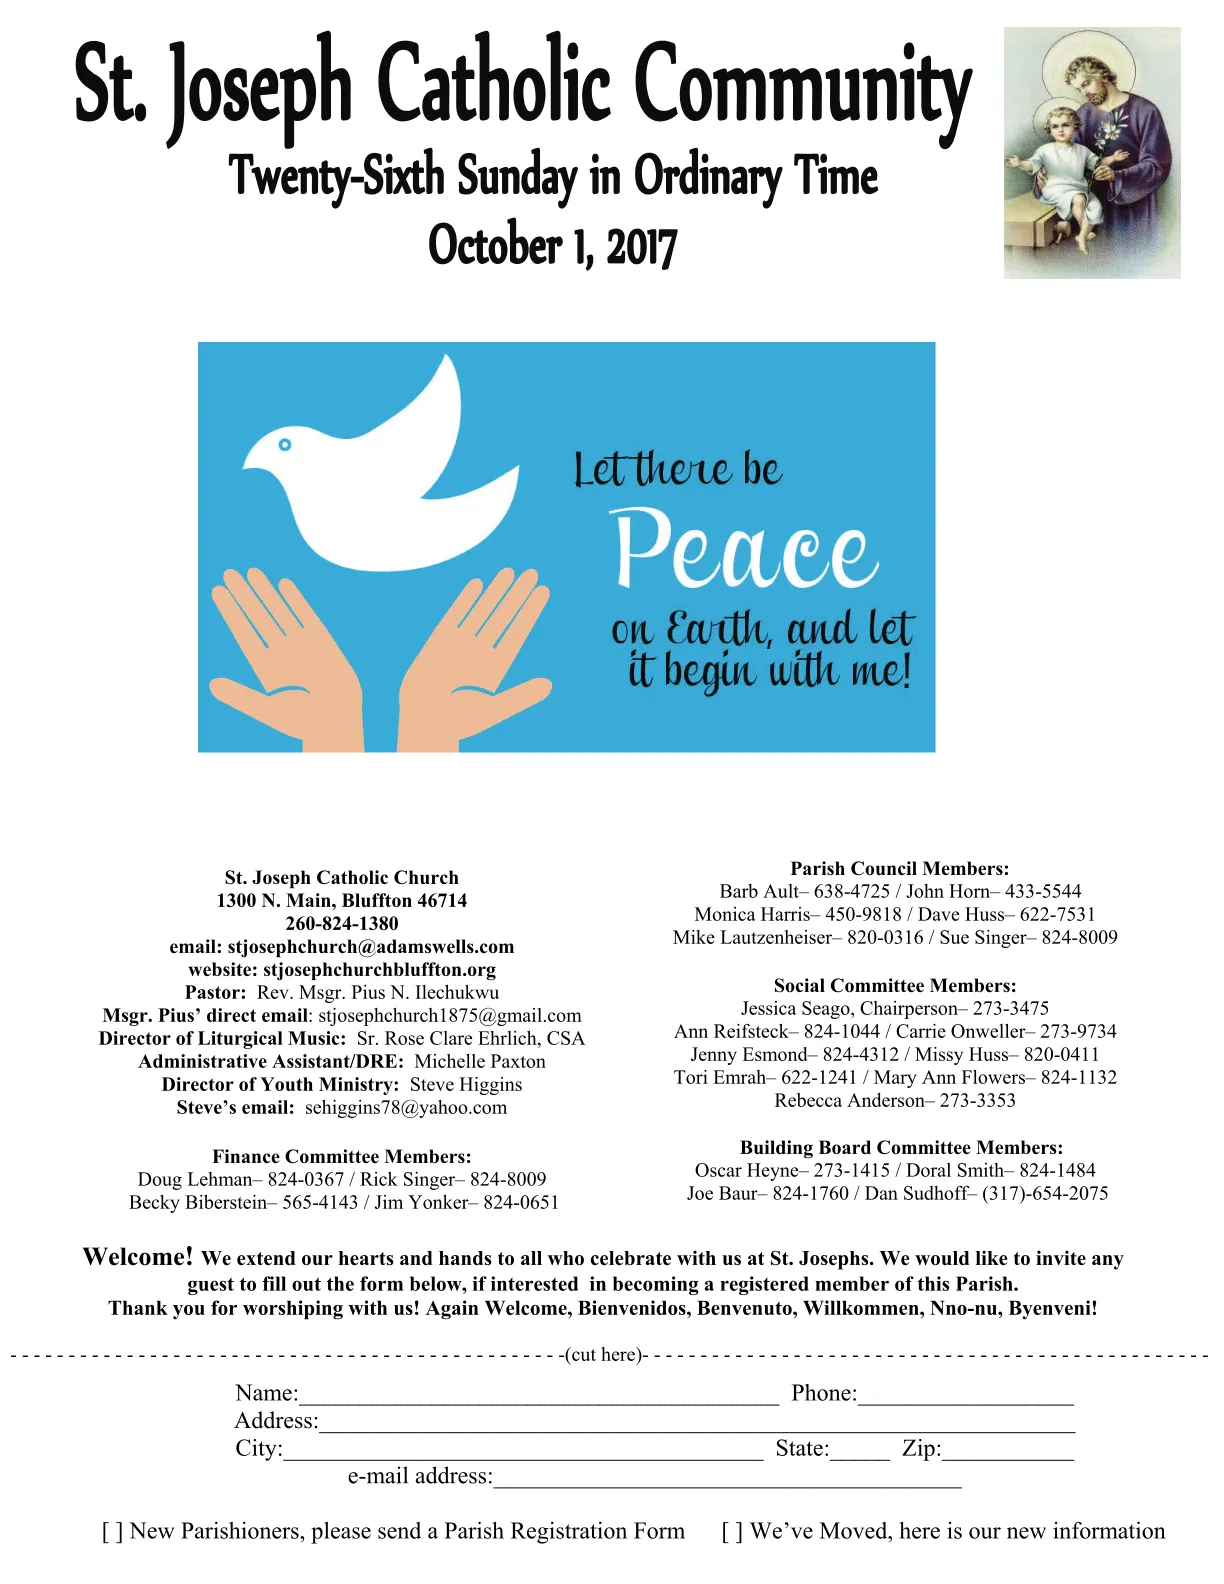 St. Joseph Catholic Community
Twenty-Sixth Sunday in Ordinary Time
October 1, 2017
Let there be
Peace
on Earth, and let
it begin with me!
St. Joseph Catholic Church
1300 N. Main, Bluffton 46714
260-824-1380
email: stjosephchurch@adamswells.com
website: stjosephchurchbluffton.org
Pastor: Rev. Msgr. Pius N. Ilechukwu
Msgr. Pius’ direct email: stjosephchurch1875@gmail.com
Director of Liturgical Music: Sr. Rose Clare Ehrlich, CSA
Administrative Assistant/DRE: Michelle Paxton
Director of Youth Ministry: Steve Higgins
Steve’s email: sehiggins78@yahoo.com
Finance Committee Members:
Doug Lehman– 824-0367 / Rick Singer– 824-8009
Becky Biberstein– 565-4143 / Jim Yonker– 824-0651
Parish Council Members:
Barb Ault– 638-4725 / John Horn– 433-5544
Monica Harris– 450-9818 / Dave Huss– 622-7531
Mike Lautzenheiser– 820-0316 / Sue Singer– 824-8009
Social Committee Members:
Jessica Seago, Chairperson– 273-3475
Ann Reifsteck– 824-1044 / Carrie Onweller– 273-9734
Jenny Esmond– 824-4312 / Missy Huss– 820-0411
Tori Emrah– 622-1241 / Mary Ann Flowers– 824-1132
Rebecca Anderson– 273-3353
Building Board Committee Members:
Oscar Heyne– 273-1415 / Doral Smith– 824-1484
Joe Baur– 824-1760 / Dan Sudhoff– (317)-654-2075
Welcome! We extend our hearts and hands to all who celebrate with us at St. Josephs. We would like to invite any
guest to fill out the form below, if interested in becoming a registered member of this Parish.
Thank you for worshiping with us! Again Welcome, Bienvenidos, Benvenuto, Willkommen, Nno-nu, Byenveni!
- - - - - - - - - - - - - - - - - - - - - - - - - - - - - - - - - - - - - - - - - - - - - - - -(cut here)- - - - - - - - - - - - - - - - - - - - - - - - - - - - - - - - - - - - - - - - - - - - - - - - -
Name:________________________________________ Phone:__________________
Address:_______________________________________________________________
City:________________________________________ State:_____ Zip:___________
e-mail address:_______________________________________
[ ] New Parishioners, please send a Parish Registration Form [ ] We’ve Moved, here is our new information